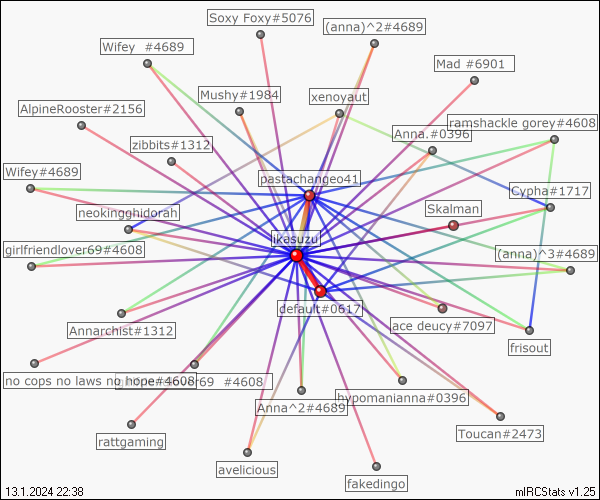 Soxy Foxy#5076
(anna)^2#4689
Wifey  #4689
Mad #6901
Mushy#1984
xenoyaut
AlpineRooster#2156
ramshackle gorey#4608
Anna.#0396
zibbits#1312
Wifey#4689
pastachangeo41
Cypha#1717
neokingghidorah
Skalman
likesuzu
girlfriendlover69#4608
(anna)^3#4689
default#0617
Annarchist#1312
ace deucy#7097
frisout
no cops no laws no hope#4608
#4608
Anna^2#4689
hypomanianna#0396
Toucan#2473
rattgaming
avelicious
fakedingo
13.1.2024 22:38
mIRCStats v1.25